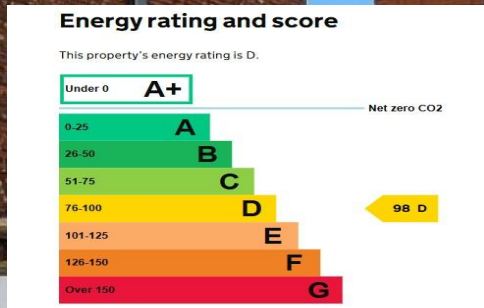 Energy rating and score
This property's energy rating is D.
Under 0 A+
Net zero CO2
0-25 A
26-50 B
51-75 C
76-100 D 98 D
101-125 E
126-150 F
Over 150 G